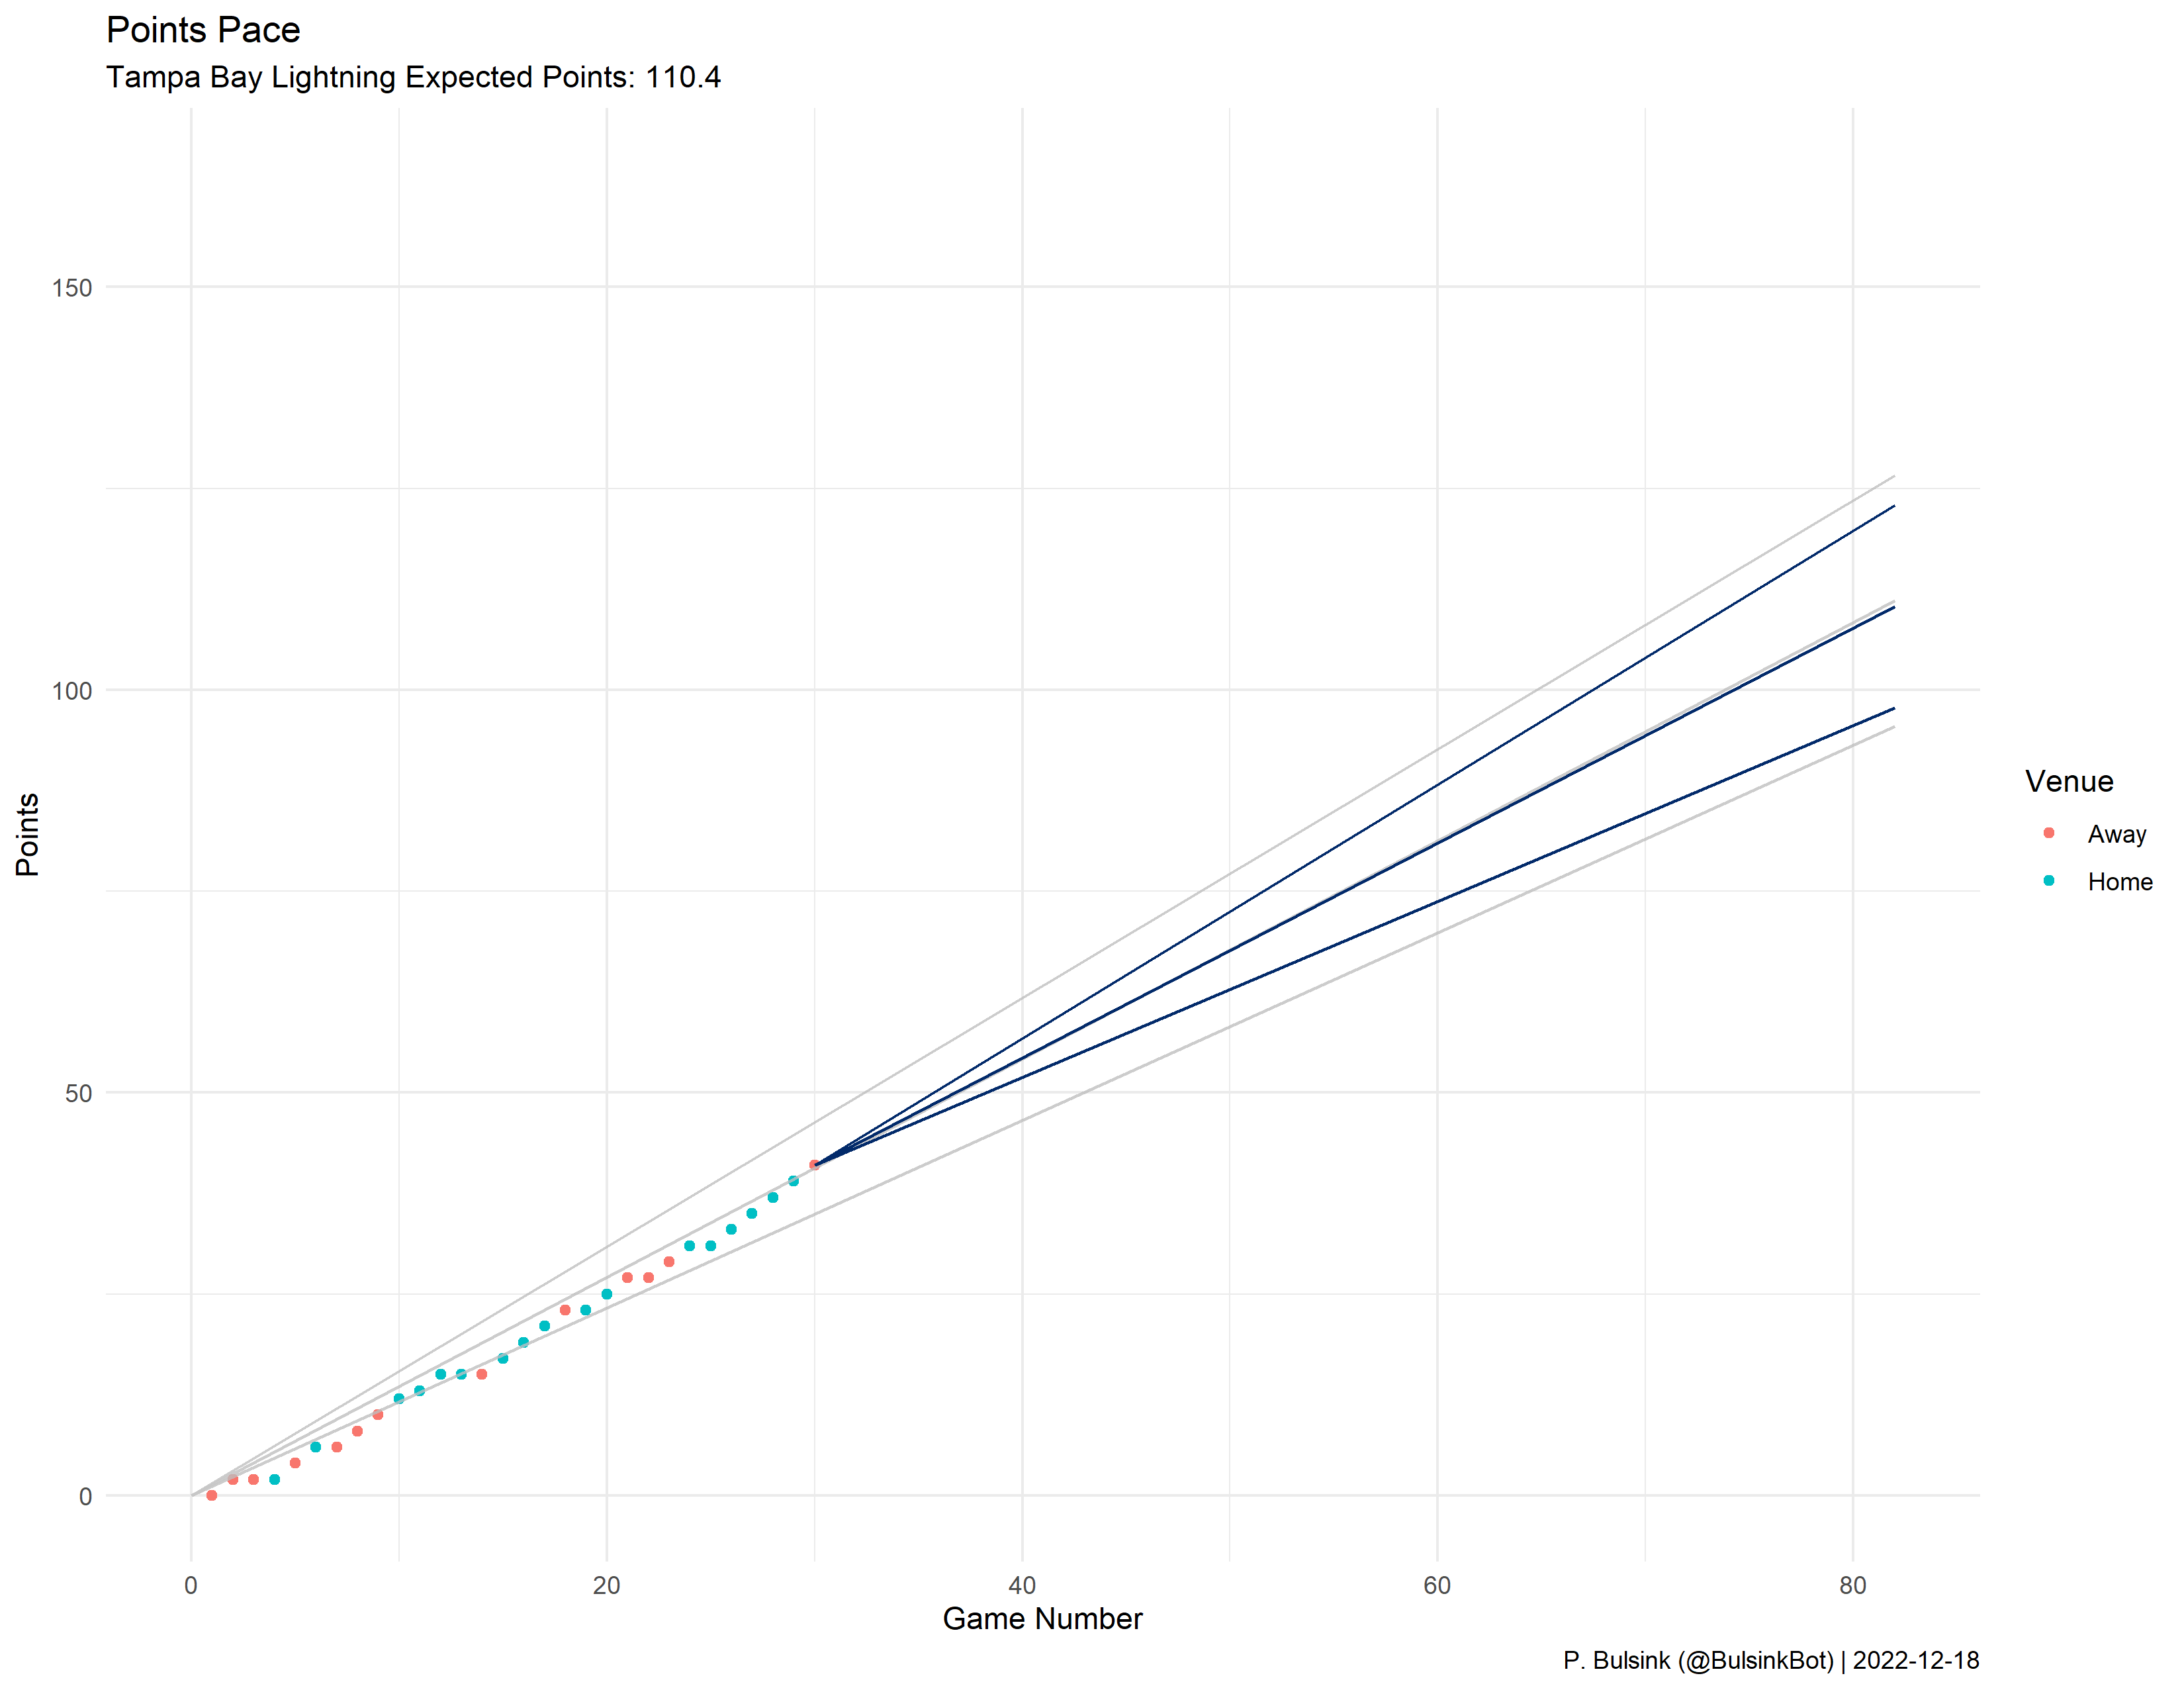 Points Pace
Tampa Bay Lightning Expected Points: 110.4
150
100
50
0
Points
0 20 40 60 80
Game Number
Venue
Away
Home
P. Bulsink (@BulsinkBot) | 2022-12-18